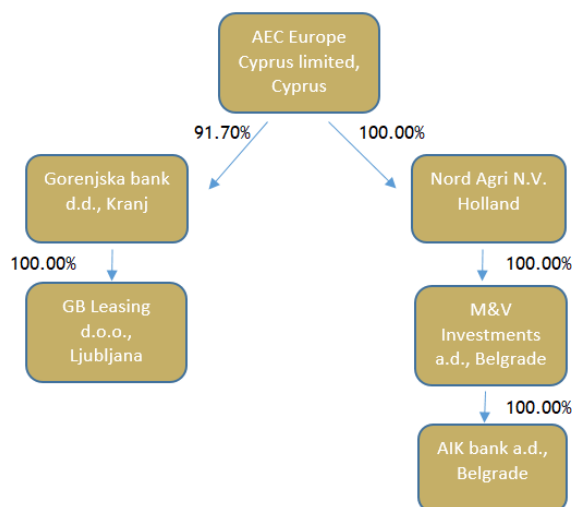 AEC Europe
Cyprus limited,
Cyprus
91.70%
100.00%
Gorenjska bank
d.d., Kranj
Nord Agri N.V.
Holland
100.00%
100.00%
GB Leasing
d.o.o.,
Ljubljana
M&V
Investments
a.d., Belgrade
100.00%
AIK bank a.d.,
Belgrade